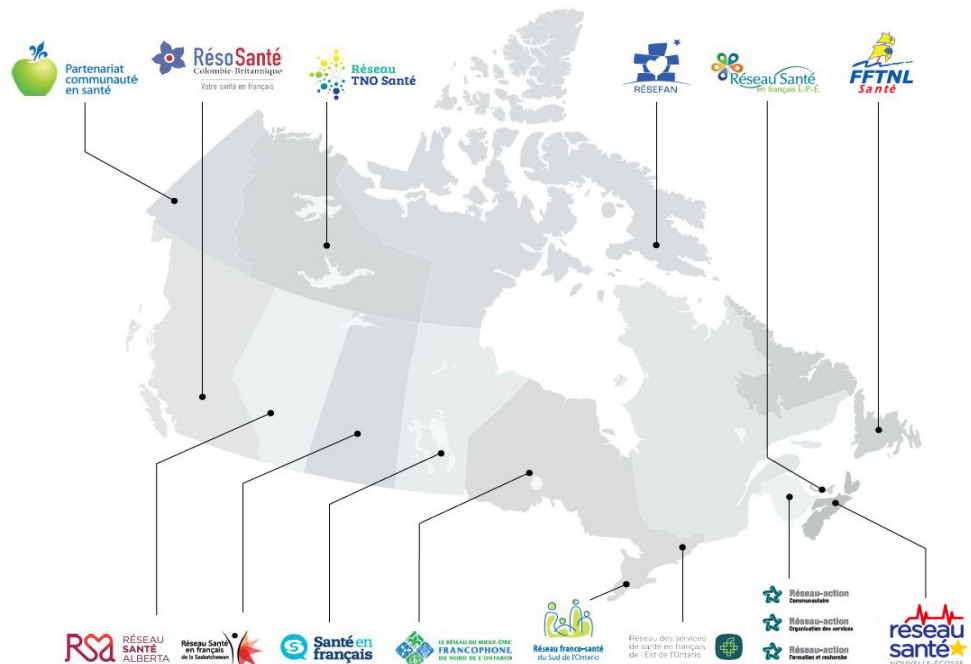 Partenariat
communauté
en santé
RésoSanté
Colombie-Britannique
Votre santé en français
Réseau
TNO Santé
RÉSEFAN
Réseau Santé
en français I.-P.-É.
FFTNL
Santé
RSA
RÉSEAU
SANTÉ
ALBERTA
Réseau Santé
en français
de la Saskatchewan
S
Santé en
français
LE RÉSEAU DU MIEUX-ÊTRE
FRANCOPHONE
DU NORD DE L'ONTARIO
Réseau franco-santé
du Sud de l'Ontario
Réseau des services
de santé en français
de l'Est de l'Ontario
Réseau-action
Communautaire
Réseau-action
Organisation des services
Réseau-action
Formation et recherche
réseau
santé
NOUVELLE-ÉCOSSE